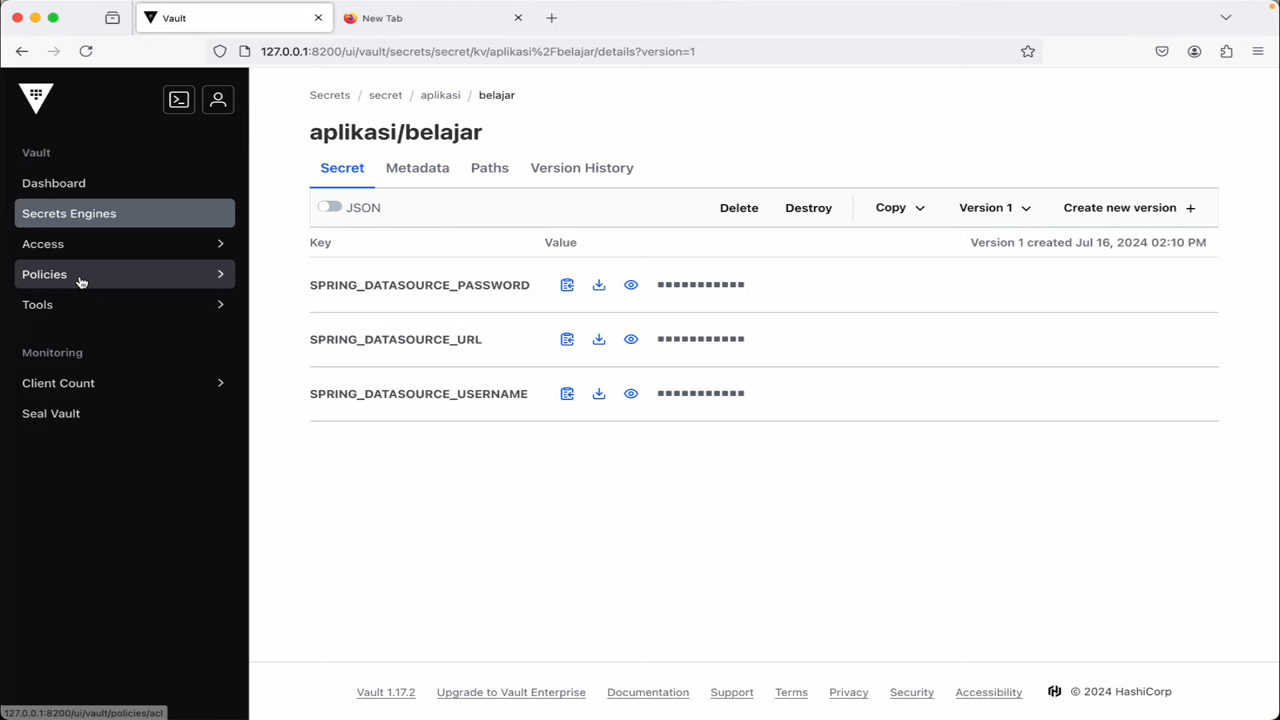 Vault
New Tab
127.0.0.1:8200/ui/vault/secrets/secret/kv/aplikasi%2Fbelajar/details?version=1
Vault
Dashboard
Secrets Engines
Access
Policies
Tools
Monitoring
Client Count
Seal Vault
Secrets / secret / aplikasi / belajar
aplikasi/belajar
Secret Metadata Paths Version History
JSON Delete Destroy Copy Version 1 Create new version +
Key Value Version 1 created Jul 16, 2024 02:10 PM
SPRING_DATASOURCE_PASSWORD
SPRING_DATASOURCE_URL
SPRING_DATASOURCE_USERNAME
Vault 1.17.2 Upgrade to Vault Enterprise Documentation Support Terms Privacy Security Accessibility © 2024 HashiCorp
127.0.0.1:8200/ui/vault/policies/acl